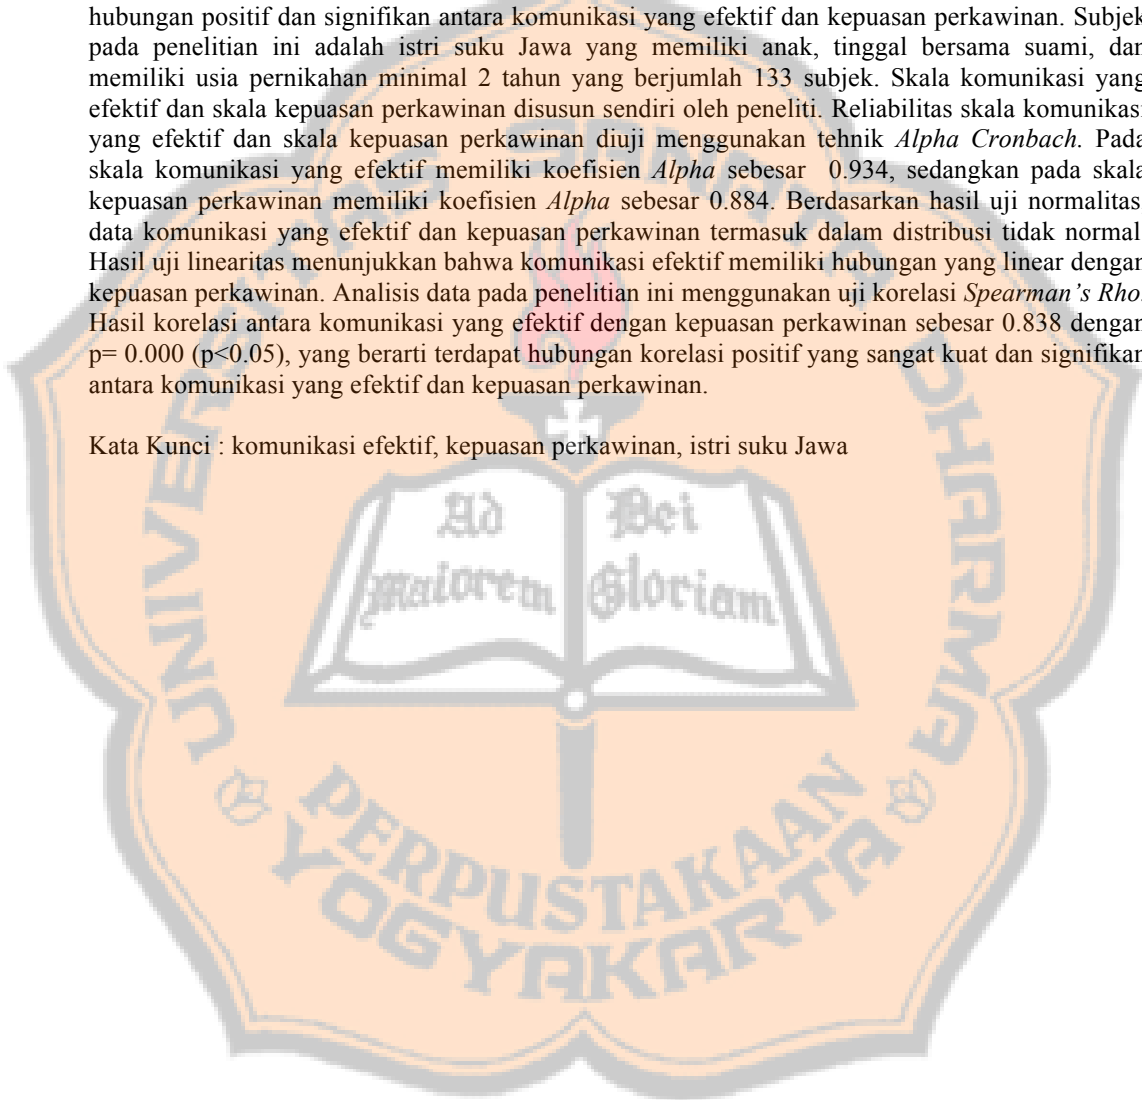 hubungan positif dan signifikan antara komunikasi yang efektif dan kepuasan perkawinan. Subjek
pada penelitian ini adalah istri suku Jawa yang memiliki anak, tinggal bersama suami, dan
memiliki usia pernikahan minimal 2 tahun yang berjumlah 133 subjek. Skala komunikasi yang
efektif dan skala kepuasan perkawinan disusun sendiri oleh peneliti. Reliabilitas skala komunikasi
yang efektif dan skala kepuasan perkawinan diuji menggunakan tehnik Alpha Cronbach. Pada
skala komunikasi yang efektif memiliki koefisien Alpha sebesar 0.934, sedangkan pada skala
kepuasan perkawinan memiliki koefisien Alpha sebesar 0.884. Berdasarkan hasil uji normalitas
data komunikasi yang efektif dan kepuasan perkawinan termasuk dalam distribusi tidak normal.
Hasil uji linearitas menunjukkan bahwa komunikasi efektif memiliki hubungan yang linear dengan
kepuasan perkawinan. Analisis data pada penelitian ini menggunakan uji korelasi Spearman's Rho.
Hasil korelasi antara komunikasi yang efektif dengan kepuasan perkawinan sebesar 0.838 dengan
p= 0.000 (p<0.05), yang berarti terdapat hubungan korelasi positif yang sangat kuat dan signifikan
antara komunikasi yang efektif dan kepuasan perkawinan.
Kata Kunci : komunikasi efektif, kepuasan perkawinan, istri suku Jawa
UNIVERSITAS SANATA DHARMA
Ad Dei
maiorem Gloriam
PERPUSTAKAAN
YOGYAKARTA